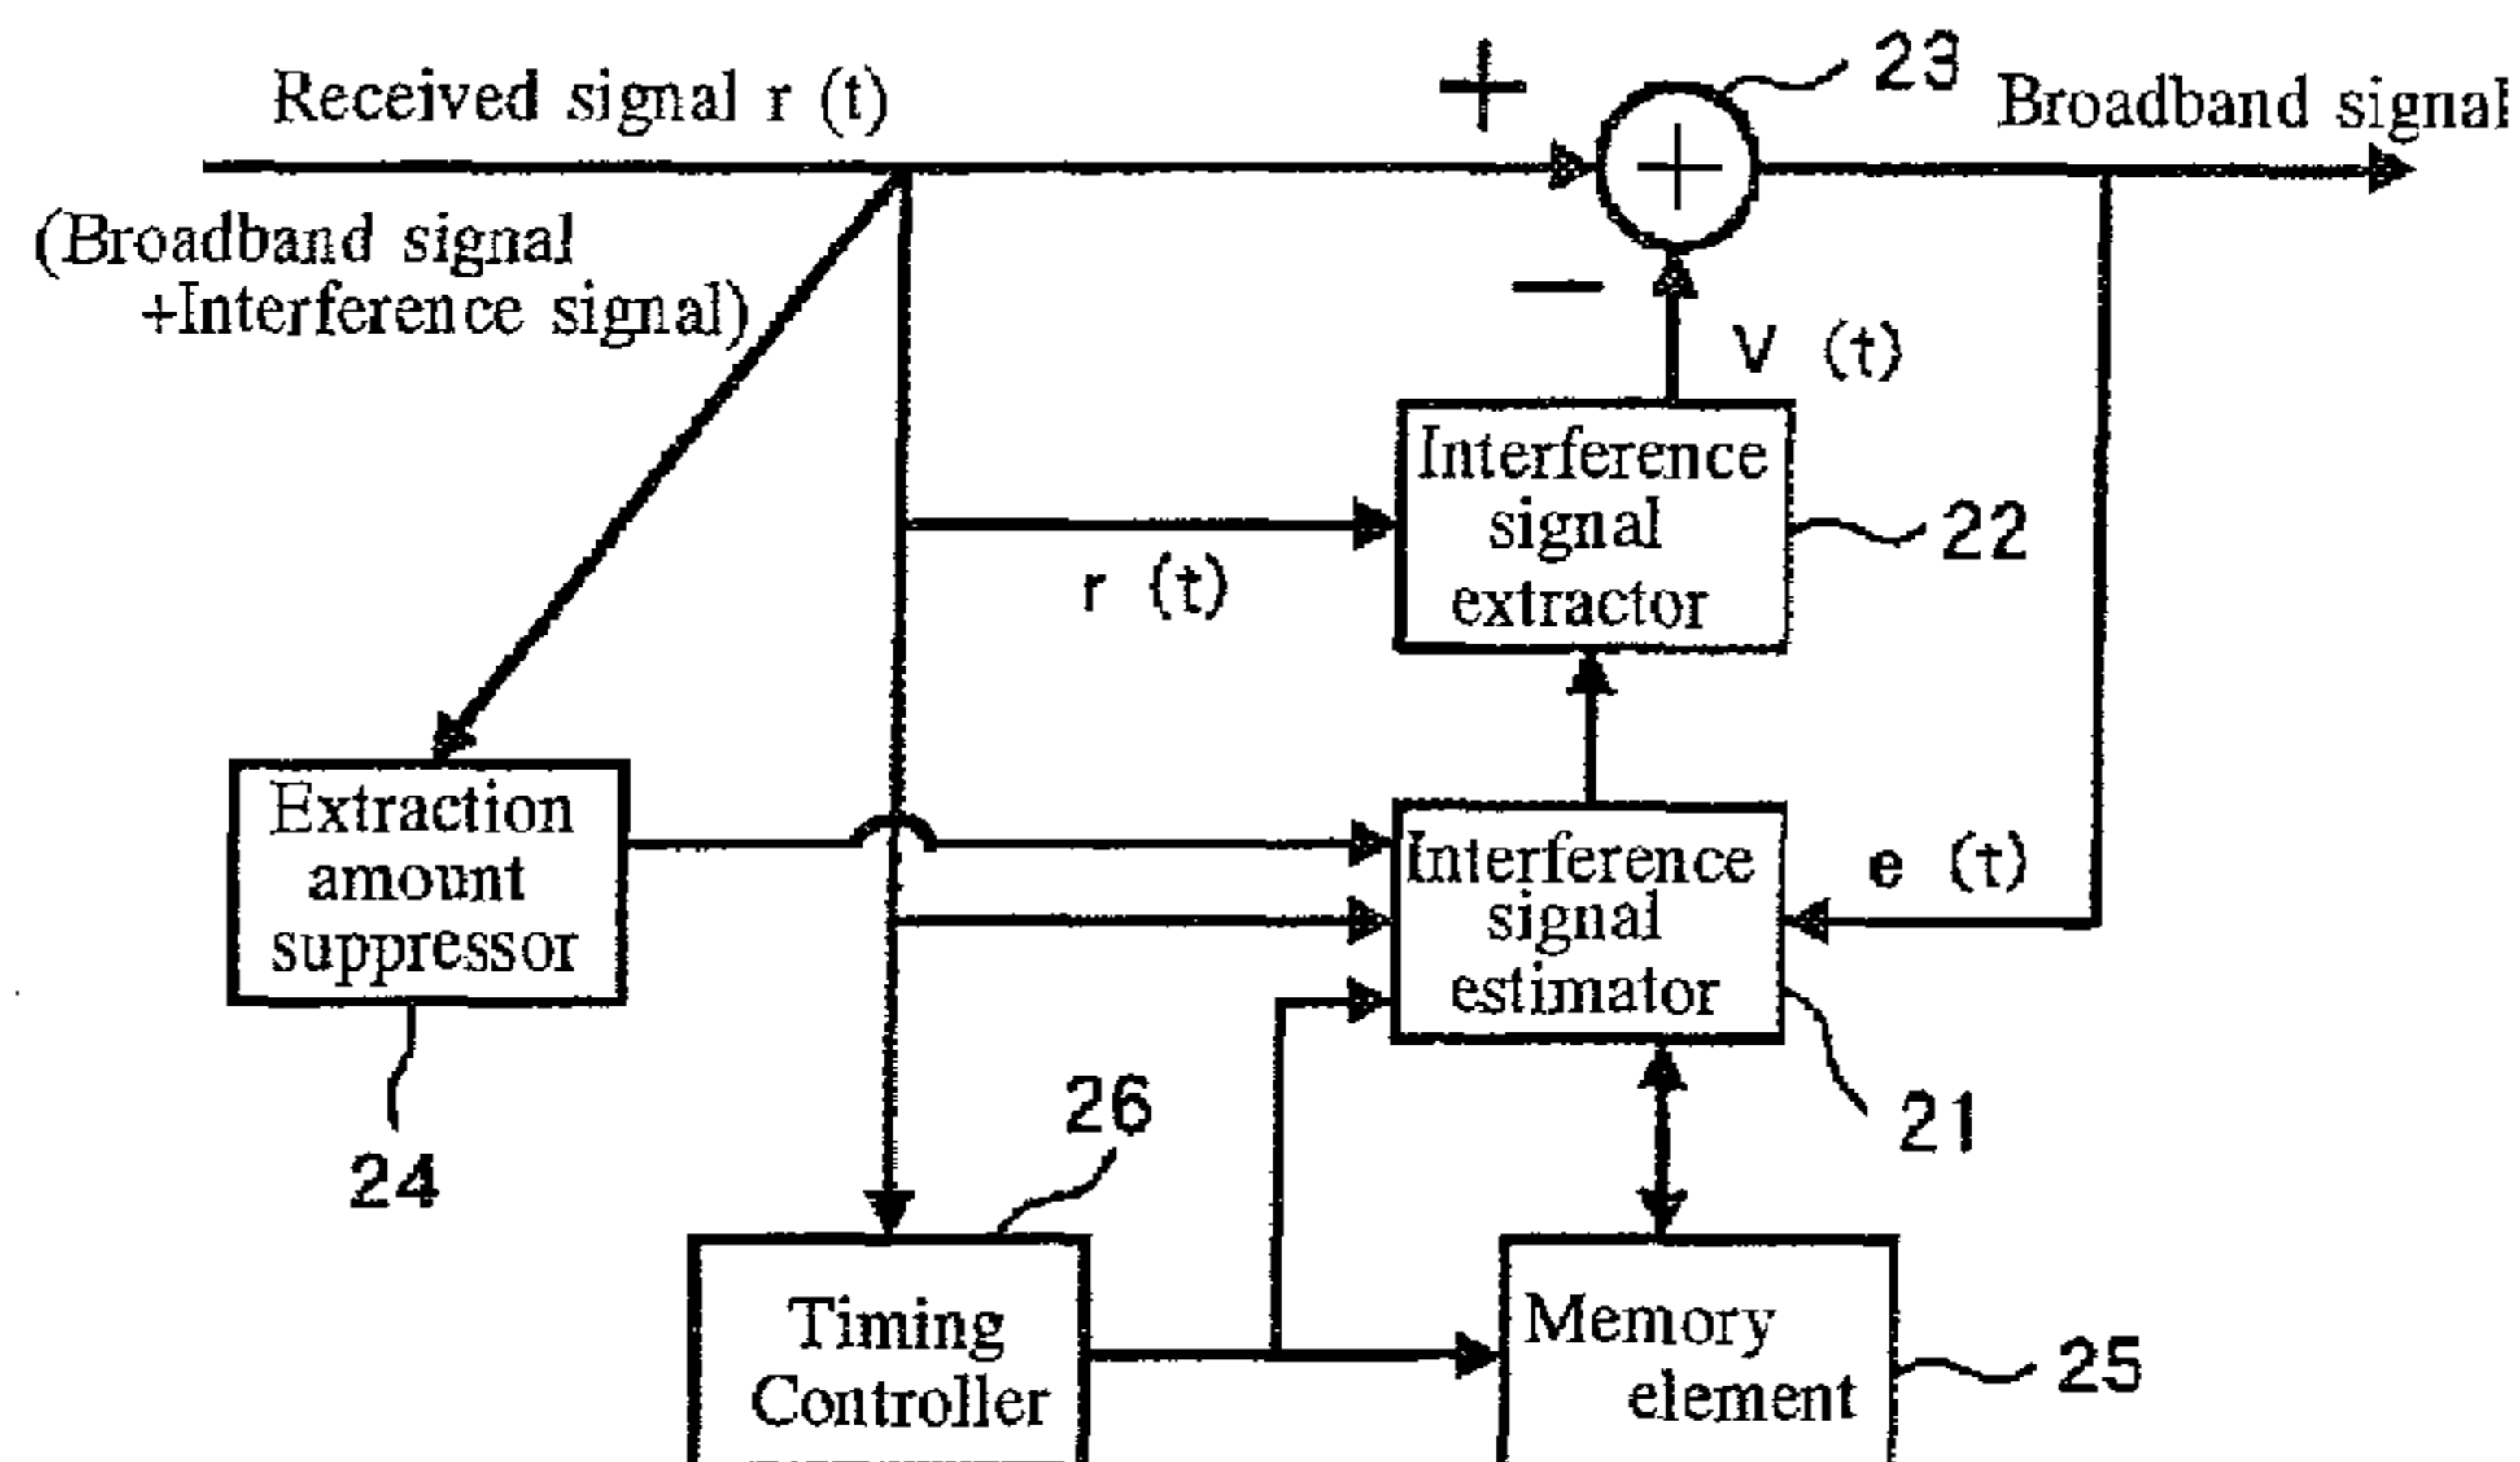 Received signal r (t)
(Broadband signal
+Interference signal)
+
−
23
Broadband signal
V (t)
Interference
signal
extractor
22
r (t)
Extraction
amount
suppressor
24
Interference
signal
estimator
e (t)
21
26
Timing
Controller
Memory
element
25